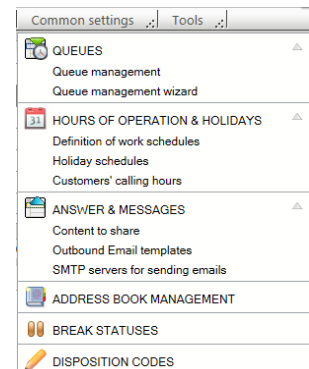 Common settings Tools
QUEUES
Queue management
Queue management wizard
31 HOURS OF OPERATION & HOLIDAYS
Definition of work schedules
Holiday schedules
Customers' calling hours
ANSWER & MESSAGES
Content to share
Outbound Email templates
SMTP servers for sending emails
ADDRESS BOOK MANAGEMENT
BREAK STATUSES
DISPOSITION CODES